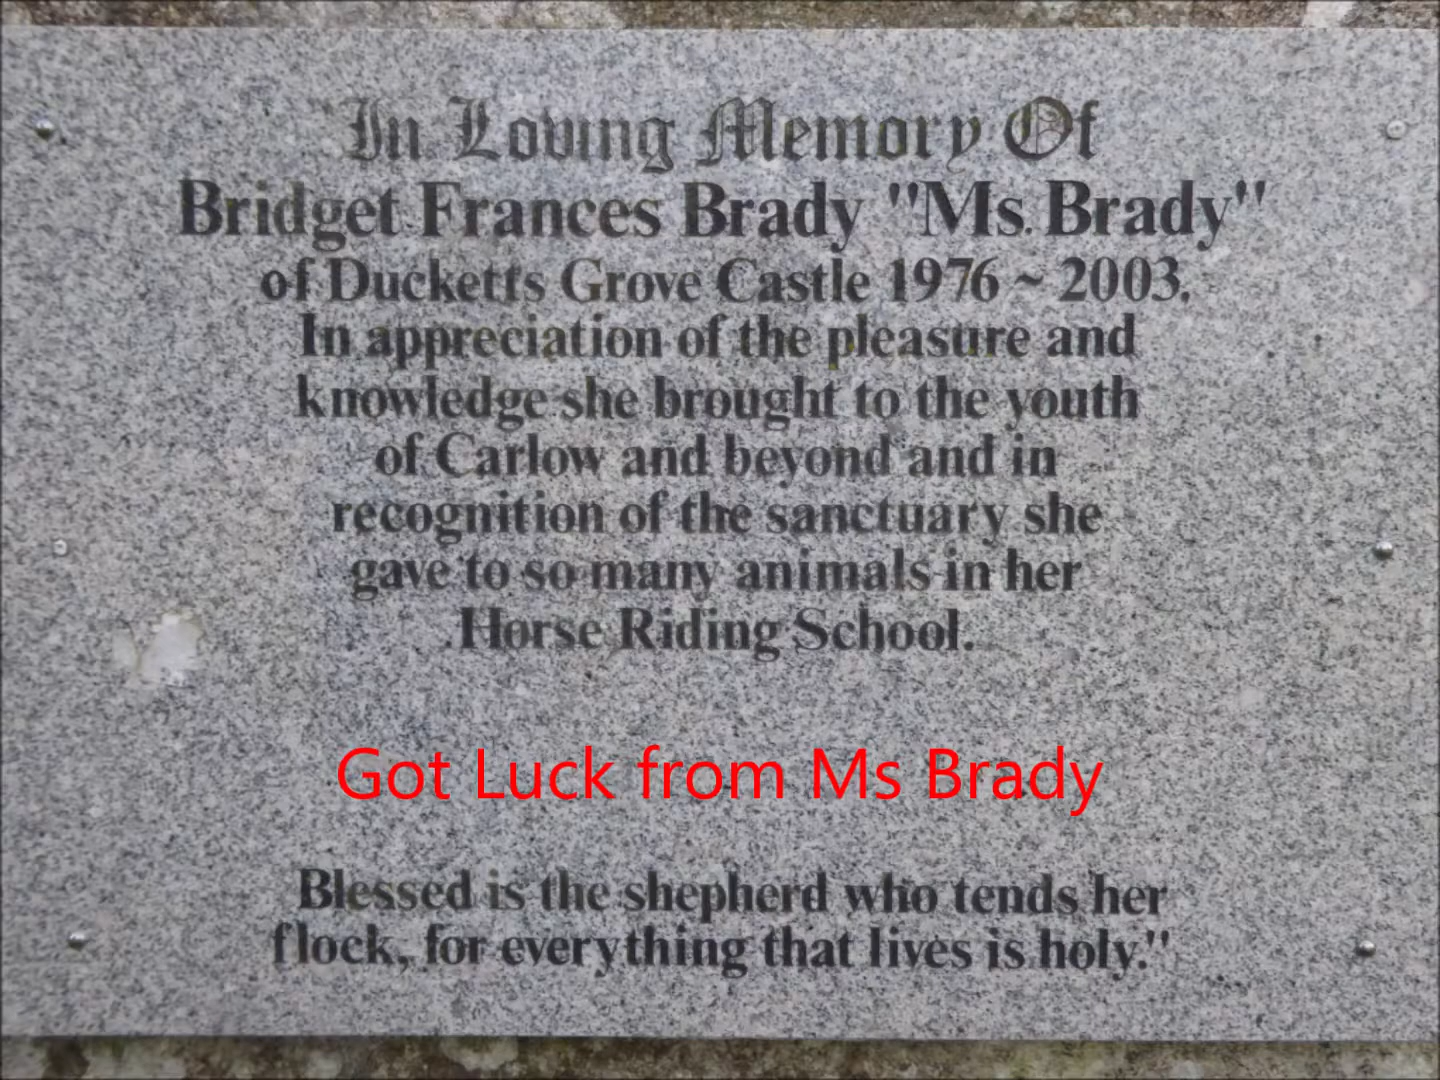 In Loving Memory Of
Bridget Frances Brady "Ms. Brady"
of Ducketts Grove Castle 1976 ~ 2003.
In appreciation of the pleasure and
knowledge she brought to the youth
of Carlow and beyond and in
recognition of the sanctuary she
gave to so many animals in her
Horse Riding School.
Got Luck from Ms Brady
Blessed is the shepherd who tends her
flock, for everything that lives is holy."